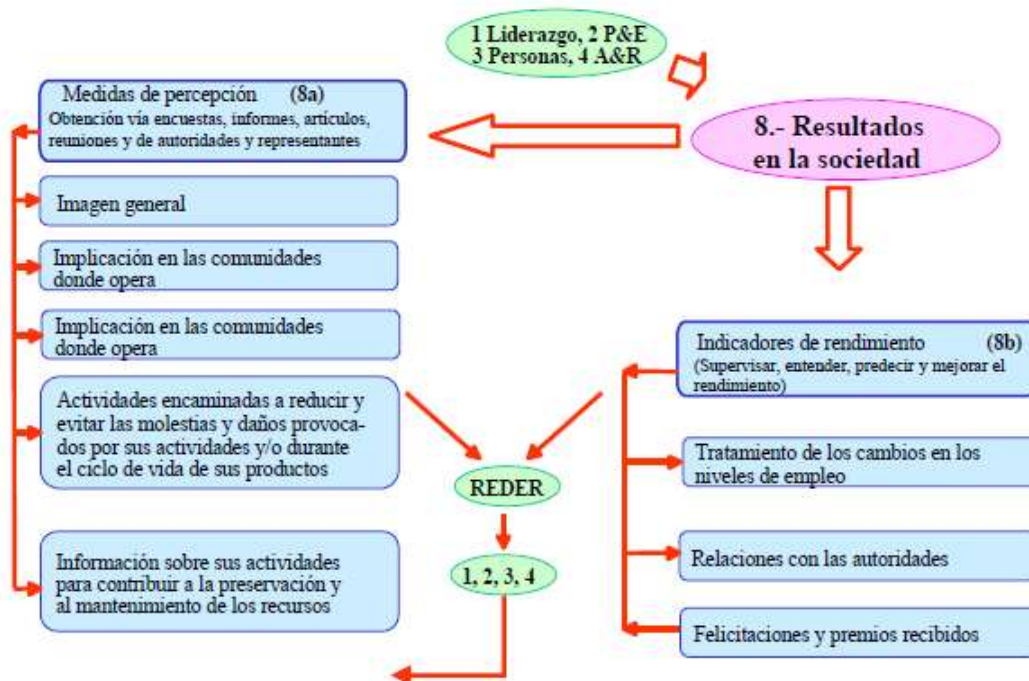 1 Liderazgo, 2 P&E
3 Personas, 4 A&R
8.- Resultados
en la sociedad
Medidas de percepción (8a)
Obtención vía encuestas, informes, artículos,
reuniones y de autoridades y representantes
Imagen general
Implicación en las comunidades
donde opera
Implicación en las comunidades
donde opera
Actividades encaminadas a reducir y
evitar las molestias y daños provoca-
dos por sus actividades y/o durante
el ciclo de vida de sus productos
Información sobre sus actividades
para contribuir a la preservación y
al mantenimiento de los recursos
REDER
1, 2, 3, 4
Indicadores de rendimiento (8b)
(Supervisar, entender, predecir y mejorar el
rendimiento)
Tratamiento de los cambios en los
niveles de empleo
Relaciones con las autoridades
Felicitaciones y premios recibidos